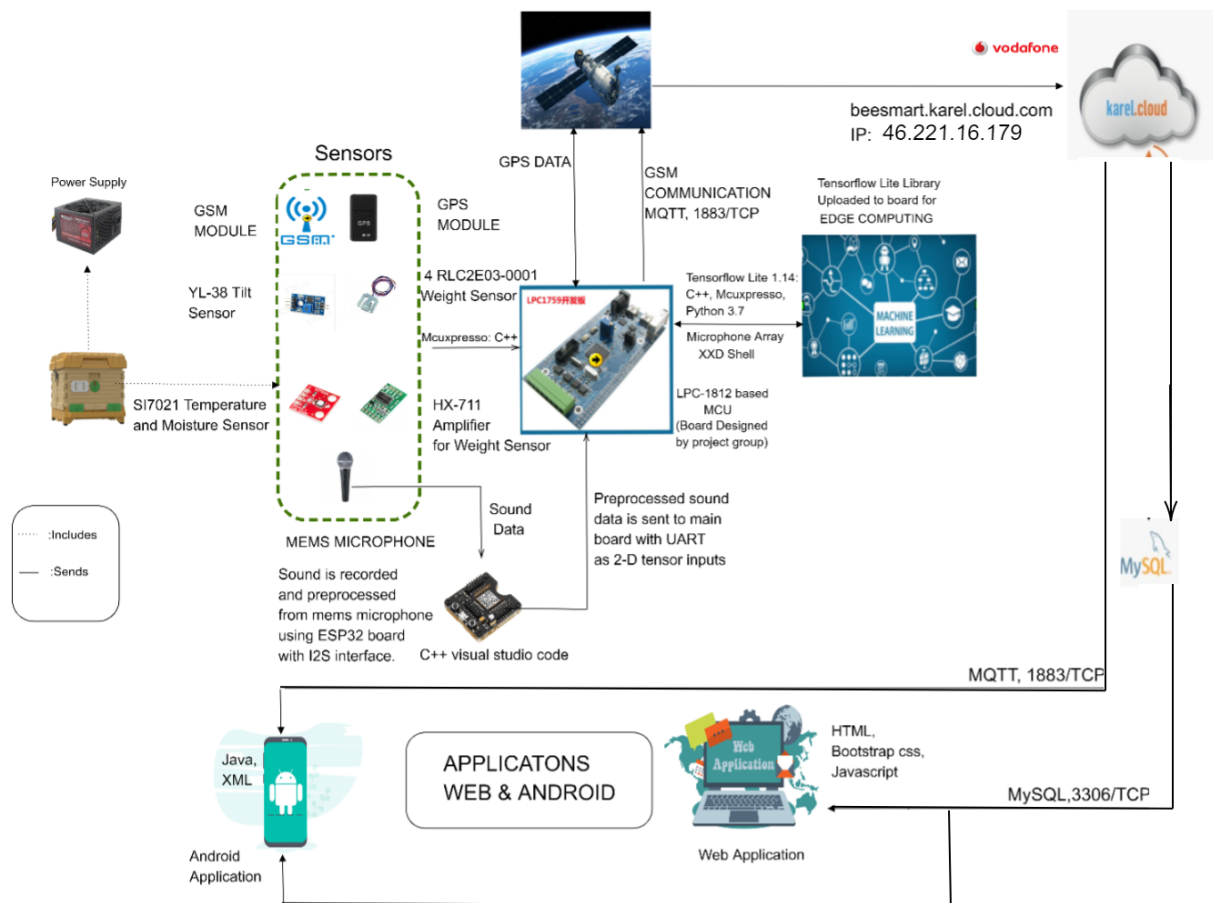 vodafone
karel.cloud
beesmart.karel.cloud.com
IP: 46.221.16.179
Sensors
GPS DATA
GSM
COMMUNICATION
MQTT, 1883/TCP
Tensorflow Lite Library
Uploaded to board for
EDGE COMPUTING
Power Supply
GSM
MODULE
GSM
GPS
GPS
MODULE
YL-38 Tilt
Sensor
4 RLC2E03-0001
Weight Sensor
LPC1759开发板
Tensorflow Lite 1.14:
C++, Mcuxpresso,
Python 3.7
MACHINE
LEARNING
Mcuxpresso: C++
Microphone Array
XXD Shell
SI7021 Temperature
and Moisture Sensor
HX-711
Amplifier
for Weight Sensor
LPC-1812 based
MCU
(Board Designed
by project group)
Sound
Data
Preprocessed sound
data is sent to main
board with UART
as 2-D tensor inputs
:Includes
:Sends
MEMS MICROPHONE
Sound is recorded
and preprocessed
from mems microphone
using ESP32 board
with I2S interface.
C++ visual studio code
MySQL
MQTT, 1883/TCP
Java,
XML
APPLICATONS
WEB & ANDROID
Web
Application
HTML,
Bootstrap css,
Javascript
MySQL,3306/TCP
Android
Application
Web Application